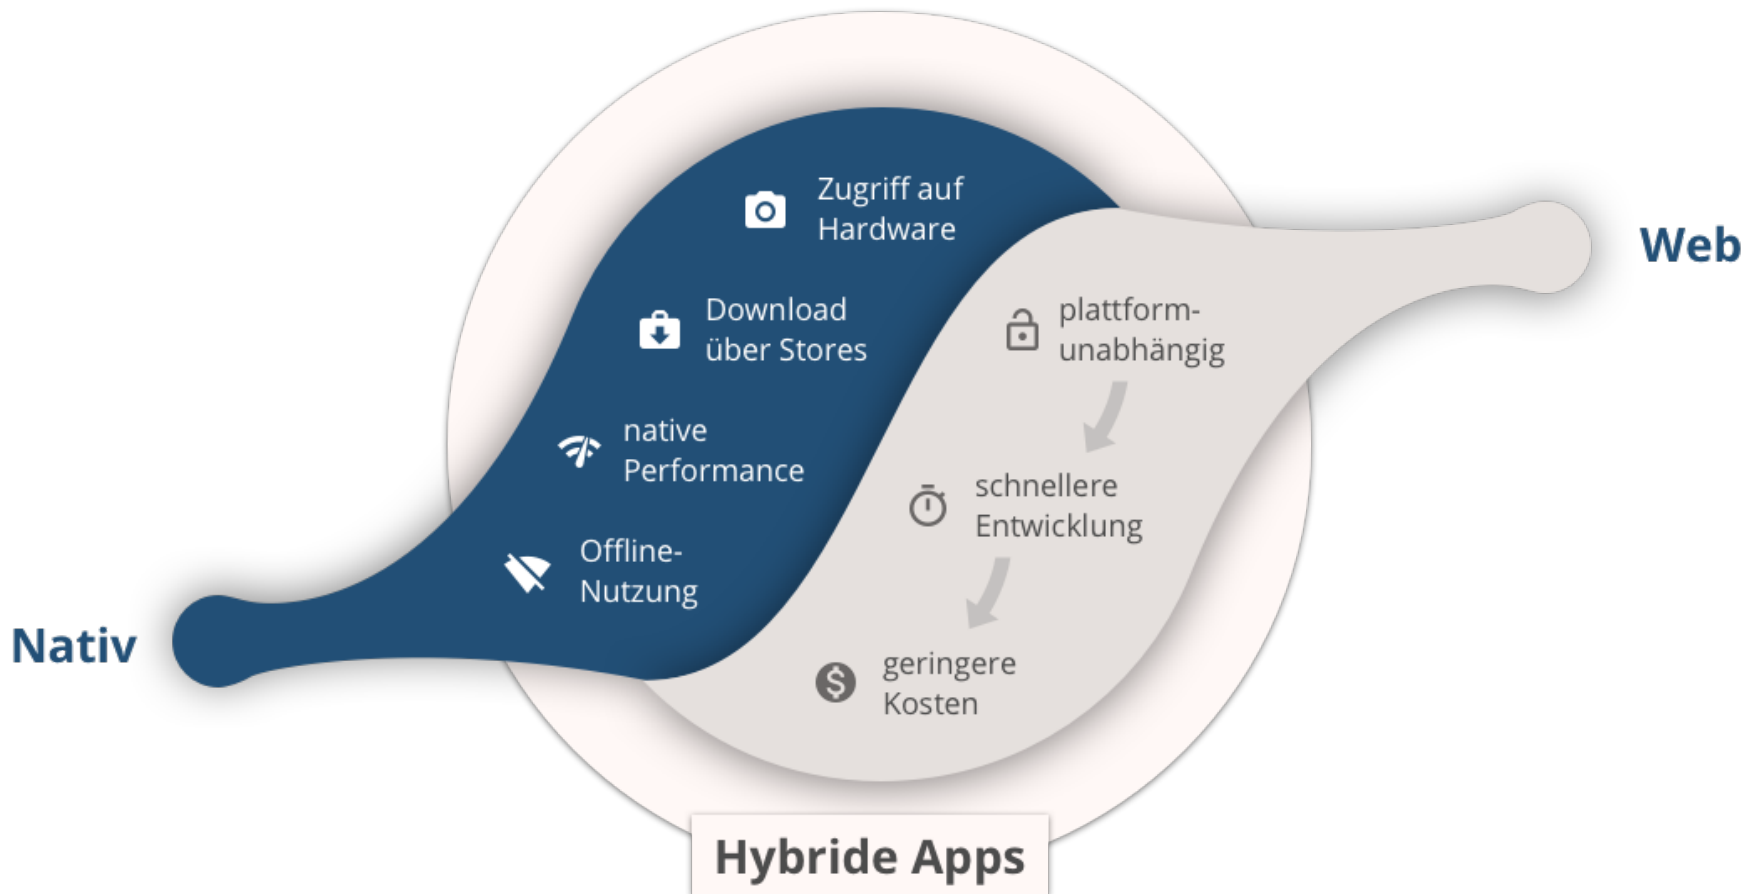 Zugriff auf
Hardware
Download
über Stores
native
Performance
Offline-
Nutzung
Nativ
Web
plattform-
unabhängig
schnellere
Entwicklung
geringere
Kosten
Hybride Apps